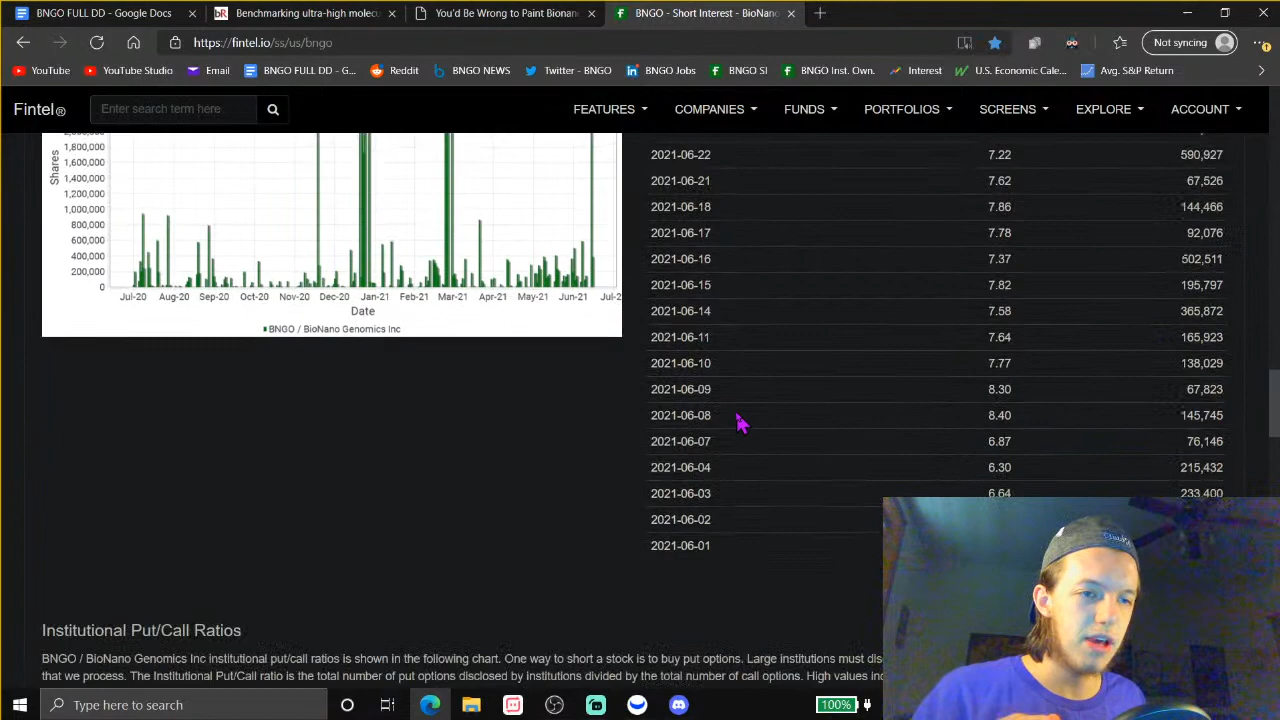 BNGO FULL DD - Google Docs
Benchmarking ultra-high molecu
You'd Be Wrong to Paint Bionan
BNGO - Short Interest - BioNano
https://fintel.io/ss/us/bngo
Not syncing
YouTube
YouTube Studio
Email
BNGO FULL DD - G...
Reddit
BNGO NEWS
Twitter - BNGO
BNGO Jobs
BNGO SI
BNGO Inst. Own.
Interest
U.S. Economic Cale...
Avg. S&P Return
Fintel®
Enter search term here
FEATURES
COMPANIES
FUNDS
PORTFOLIOS
SCREENS
EXPLORE
ACCOUNT
2,000,000
1,800,000
1,600,000
1,400,000
1,200,000
1,000,000
800,000
600,000
400,000
200,000
0
Shares
Jul-20 Aug-20 Sep-20 Oct-20 Nov-20 Dec-20 Jan-21 Feb-21 Mar-21 Apr-21 May-21 Jun-21 Jul-2
Date
BNGO / BioNano Genomics Inc
2021-06-22 7.22 590,927
2021-06-21 7.62 67,526
2021-06-18 7.86 144,466
2021-06-17 7.78 92,076
2021-06-16 7.37 502,511
2021-06-15 7.82 195,797
2021-06-14 7.58 365,872
2021-06-11 7.64 165,923
2021-06-10 7.77 138,029
2021-06-09 8.30 67,823
2021-06-08 8.40 145,745
2021-06-07 6.87 76,146
2021-06-04 6.30 215,432
2021-06-03 6.64 233,400
2021-06-02
2021-06-01
Institutional Put/Call Ratios
BNGO / BioNano Genomics Inc institutional put/call ratios is shown in the following chart. One way to short a stock is to buy put options. Large institutions must dis
that we process. The Institutional Put/Call ratio is the total number of put options disclosed by institutions divided by the total number of call options. High values inc
Type here to search
100%